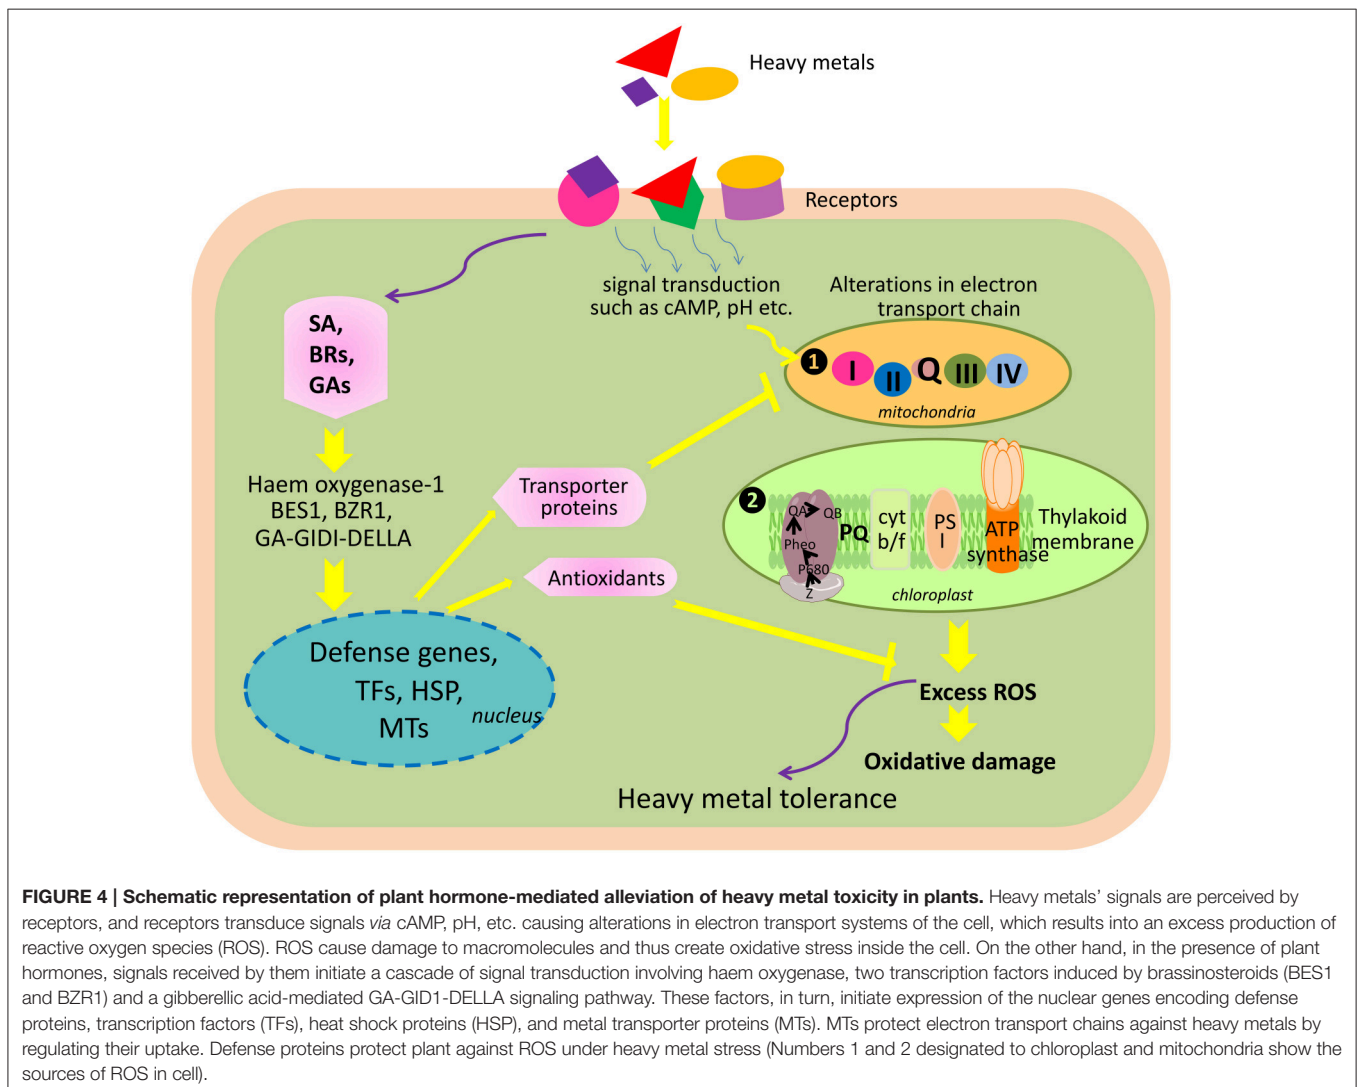 Heavy metals
Receptors
signal transduction
such as cAMP, pH etc.
Alterations in electron
transport chain
SA,
BRs,
GAs
1
I
II
Q
III
IV
mitochondria
Haem oxygenase-1
BES1, BZR1,
GA-GIDI-DELLA
Transporter
proteins
Antioxidants
2
QA
QB
Pheo
P680
Z
PQ
cyt
b/f
PS
I
ATP
synthase
Thylakoid
membrane
chloroplast
Defense genes,
TFs, HSP,
MTs
nucleus
Excess ROS
Oxidative damage
Heavy metal tolerance
FIGURE 4 | Schematic representation of plant hormone-mediated alleviation of heavy metal toxicity in plants. Heavy metals' signals are perceived by
receptors, and receptors transduce signals via cAMP, pH, etc. causing alterations in electron transport systems of the cell, which results into an excess production of
reactive oxygen species (ROS). ROS cause damage to macromolecules and thus create oxidative stress inside the cell. On the other hand, in the presence of plant
hormones, signals received by them initiate a cascade of signal transduction involving haem oxygenase, two transcription factors induced by brassinosteroids (BES1
and BZR1) and a gibberellic acid-mediated GA-GID1-DELLA signaling pathway. These factors, in turn, initiate expression of the nuclear genes encoding defense
proteins, transcription factors (TFs), heat shock proteins (HSP), and metal transporter proteins (MTs). MTs protect electron transport chains against heavy metals by
regulating their uptake. Defense proteins protect plant against ROS under heavy metal stress (Numbers 1 and 2 designated to chloroplast and mitochondria show the
sources of ROS in cell).